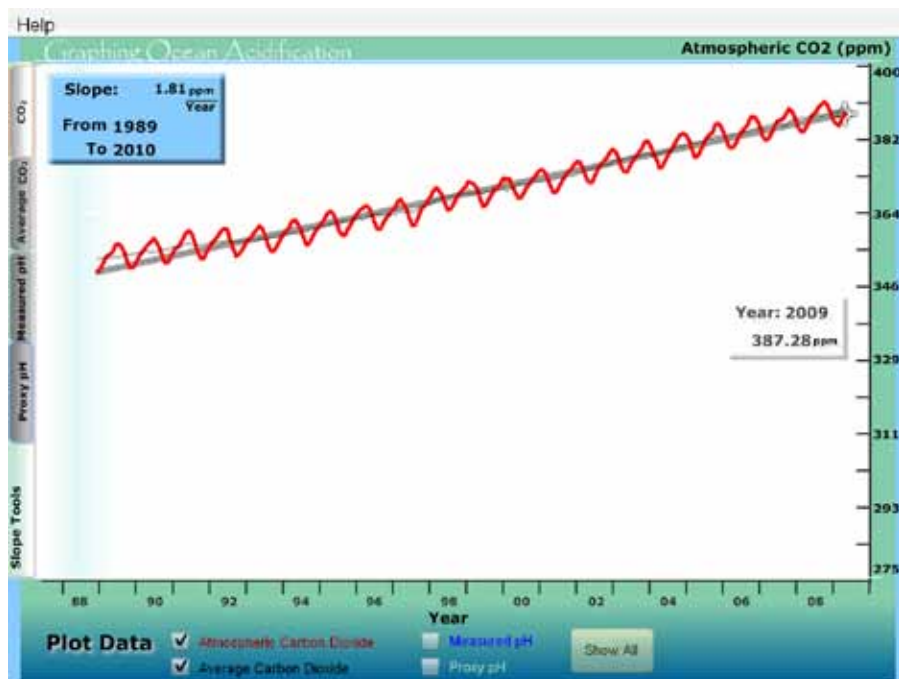 Help
Graphing Ocean Acidification
Atmospheric CO2 (ppm)
Slope: 1.81 ppm
Year
From 1989
To 2010
CO2
Average CO2
Measured pH
Proxy pH
Slope Tools
400
382
364
346
329
311
293
275
Year: 2009
387.28 ppm
88 90 92 94 96 98 00 02 04 06 08
Year
Plot Data
Atmospheric Carbon Dioxide
Measured pH
Show All
Average Carbon Dioxide
Proxy pH